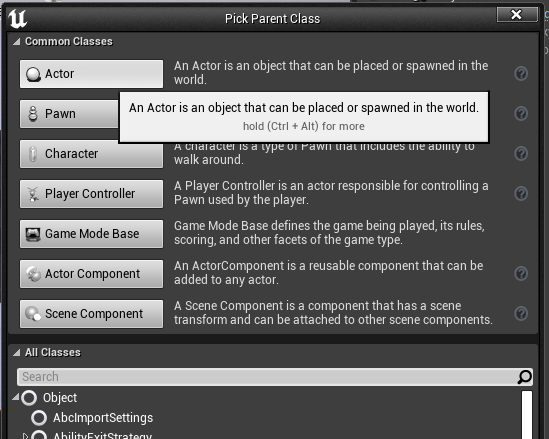 Pick Parent Class
Common Classes
Actor
An Actor is an object that can be placed or spawned in the
world.
Pawn
An Actor is an object that can be placed or spawned in the world.
hold (Ctrl + Alt) for more
Character
A character is a type of Pawn that includes the ability to
walk around.
Player Controller
A Player Controller is an actor responsible for controlling a
Pawn used by the player.
Game Mode Base
Game Mode Base defines the game being played, its rules,
scoring, and other facets of the game type.
Actor Component
An ActorComponent is a reusable component that can be
added to any actor.
Scene Component
A Scene Component is a component that has a scene
transform and can be attached to other scene components.
All Classes
Search
Object
AbcImportSettings
AbilityExitStrategy